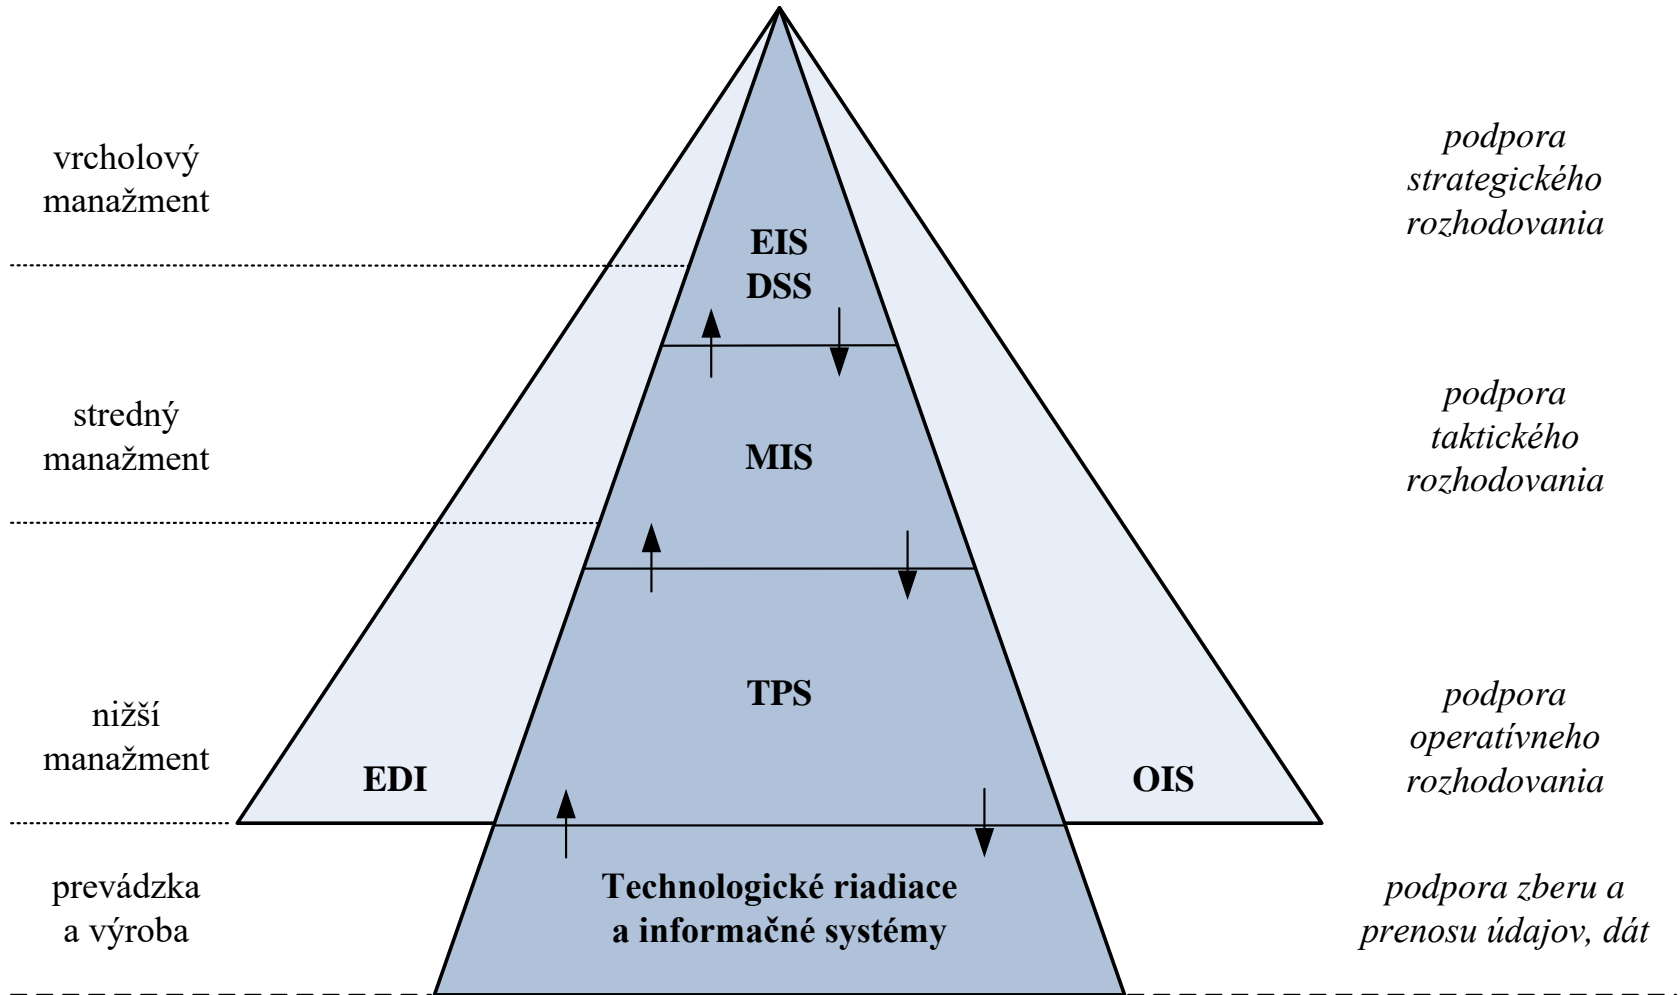 vrcholový
manažment
podpora
strategického
rozhodovania
EIS
DSS
stredný
manažment
MIS
podpora
taktického
rozhodovania
nižší
manažment
EDI
TPS
OIS
podpora
operatívneho
rozhodovania
prevádzka
a výroba
Technologické riadiace
a informačné systémy
podpora zberu a
prenosu údajov, dát